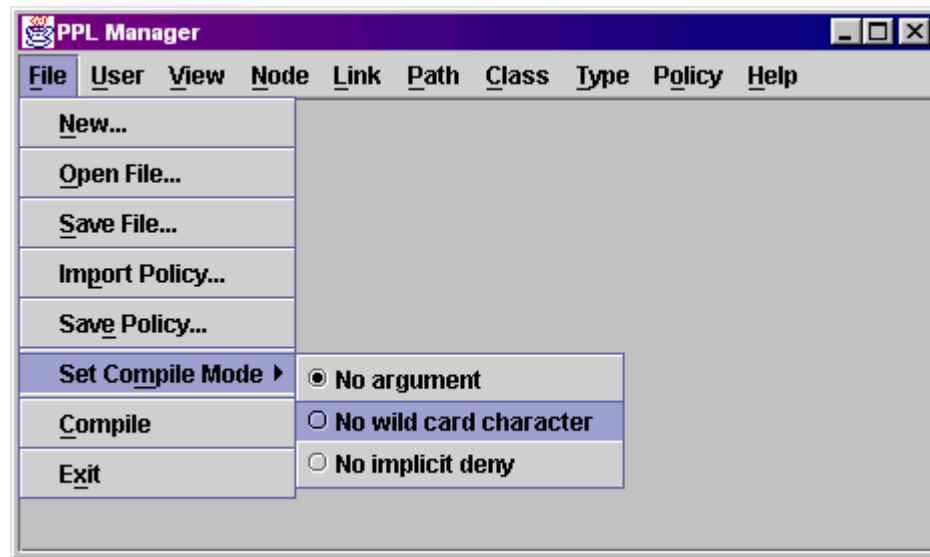 PPL Manager
File User View Node Link Path Class Type Policy Help
New...
Open File...
Save File...
Import Policy...
Save Policy...
Set Compile Mode
No argument
No wild card character
No implicit deny
Compile
Exit